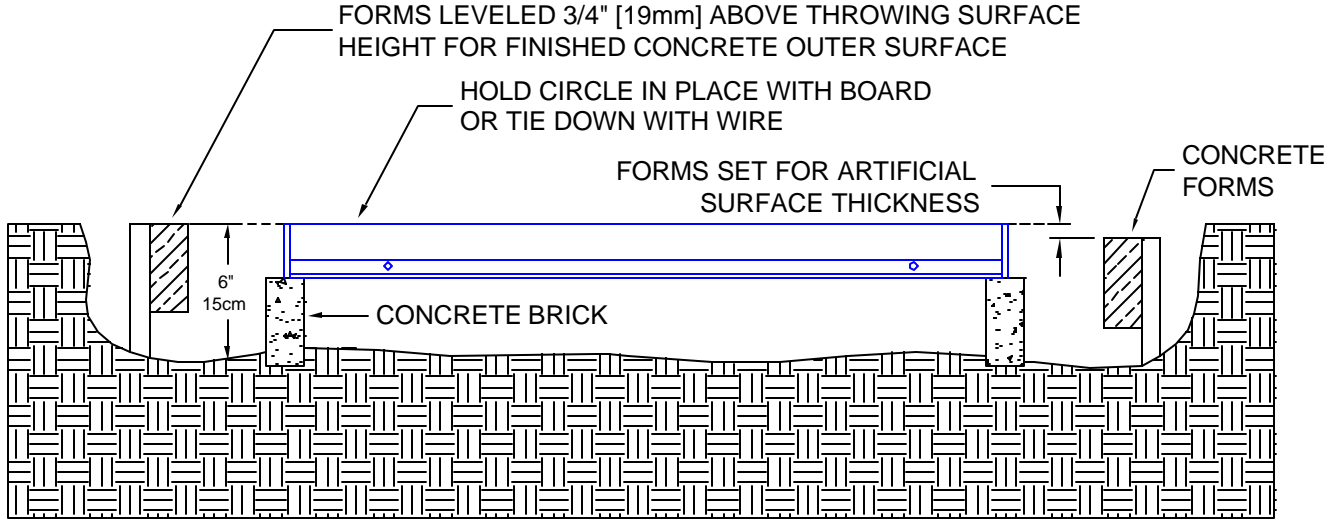 FORMS LEVELED 3/4" [19mm] ABOVE THROWING SURFACE
HEIGHT FOR FINISHED CONCRETE OUTER SURFACE
HOLD CIRCLE IN PLACE WITH BOARD
OR TIE DOWN WITH WIRE
FORMS SET FOR ARTIFICIAL
SURFACE THICKNESS
CONCRETE
FORMS
6"
15cm
CONCRETE BRICK